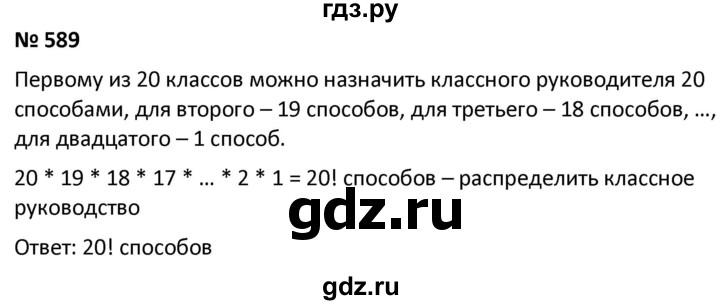 гдз.ру
№ 589
Первому из 20 классов можно назначить классного руководителя 20
способами, для второго – 19 способов, для третьего – 18 способов, …,
для двадцатого – 1 способ.
20 * 19 * 18 * 17 * … * 2 * 1 = 20! способов – распределить классное
руководство
gdz.ru
Ответ: 20! способов
gdz.ru